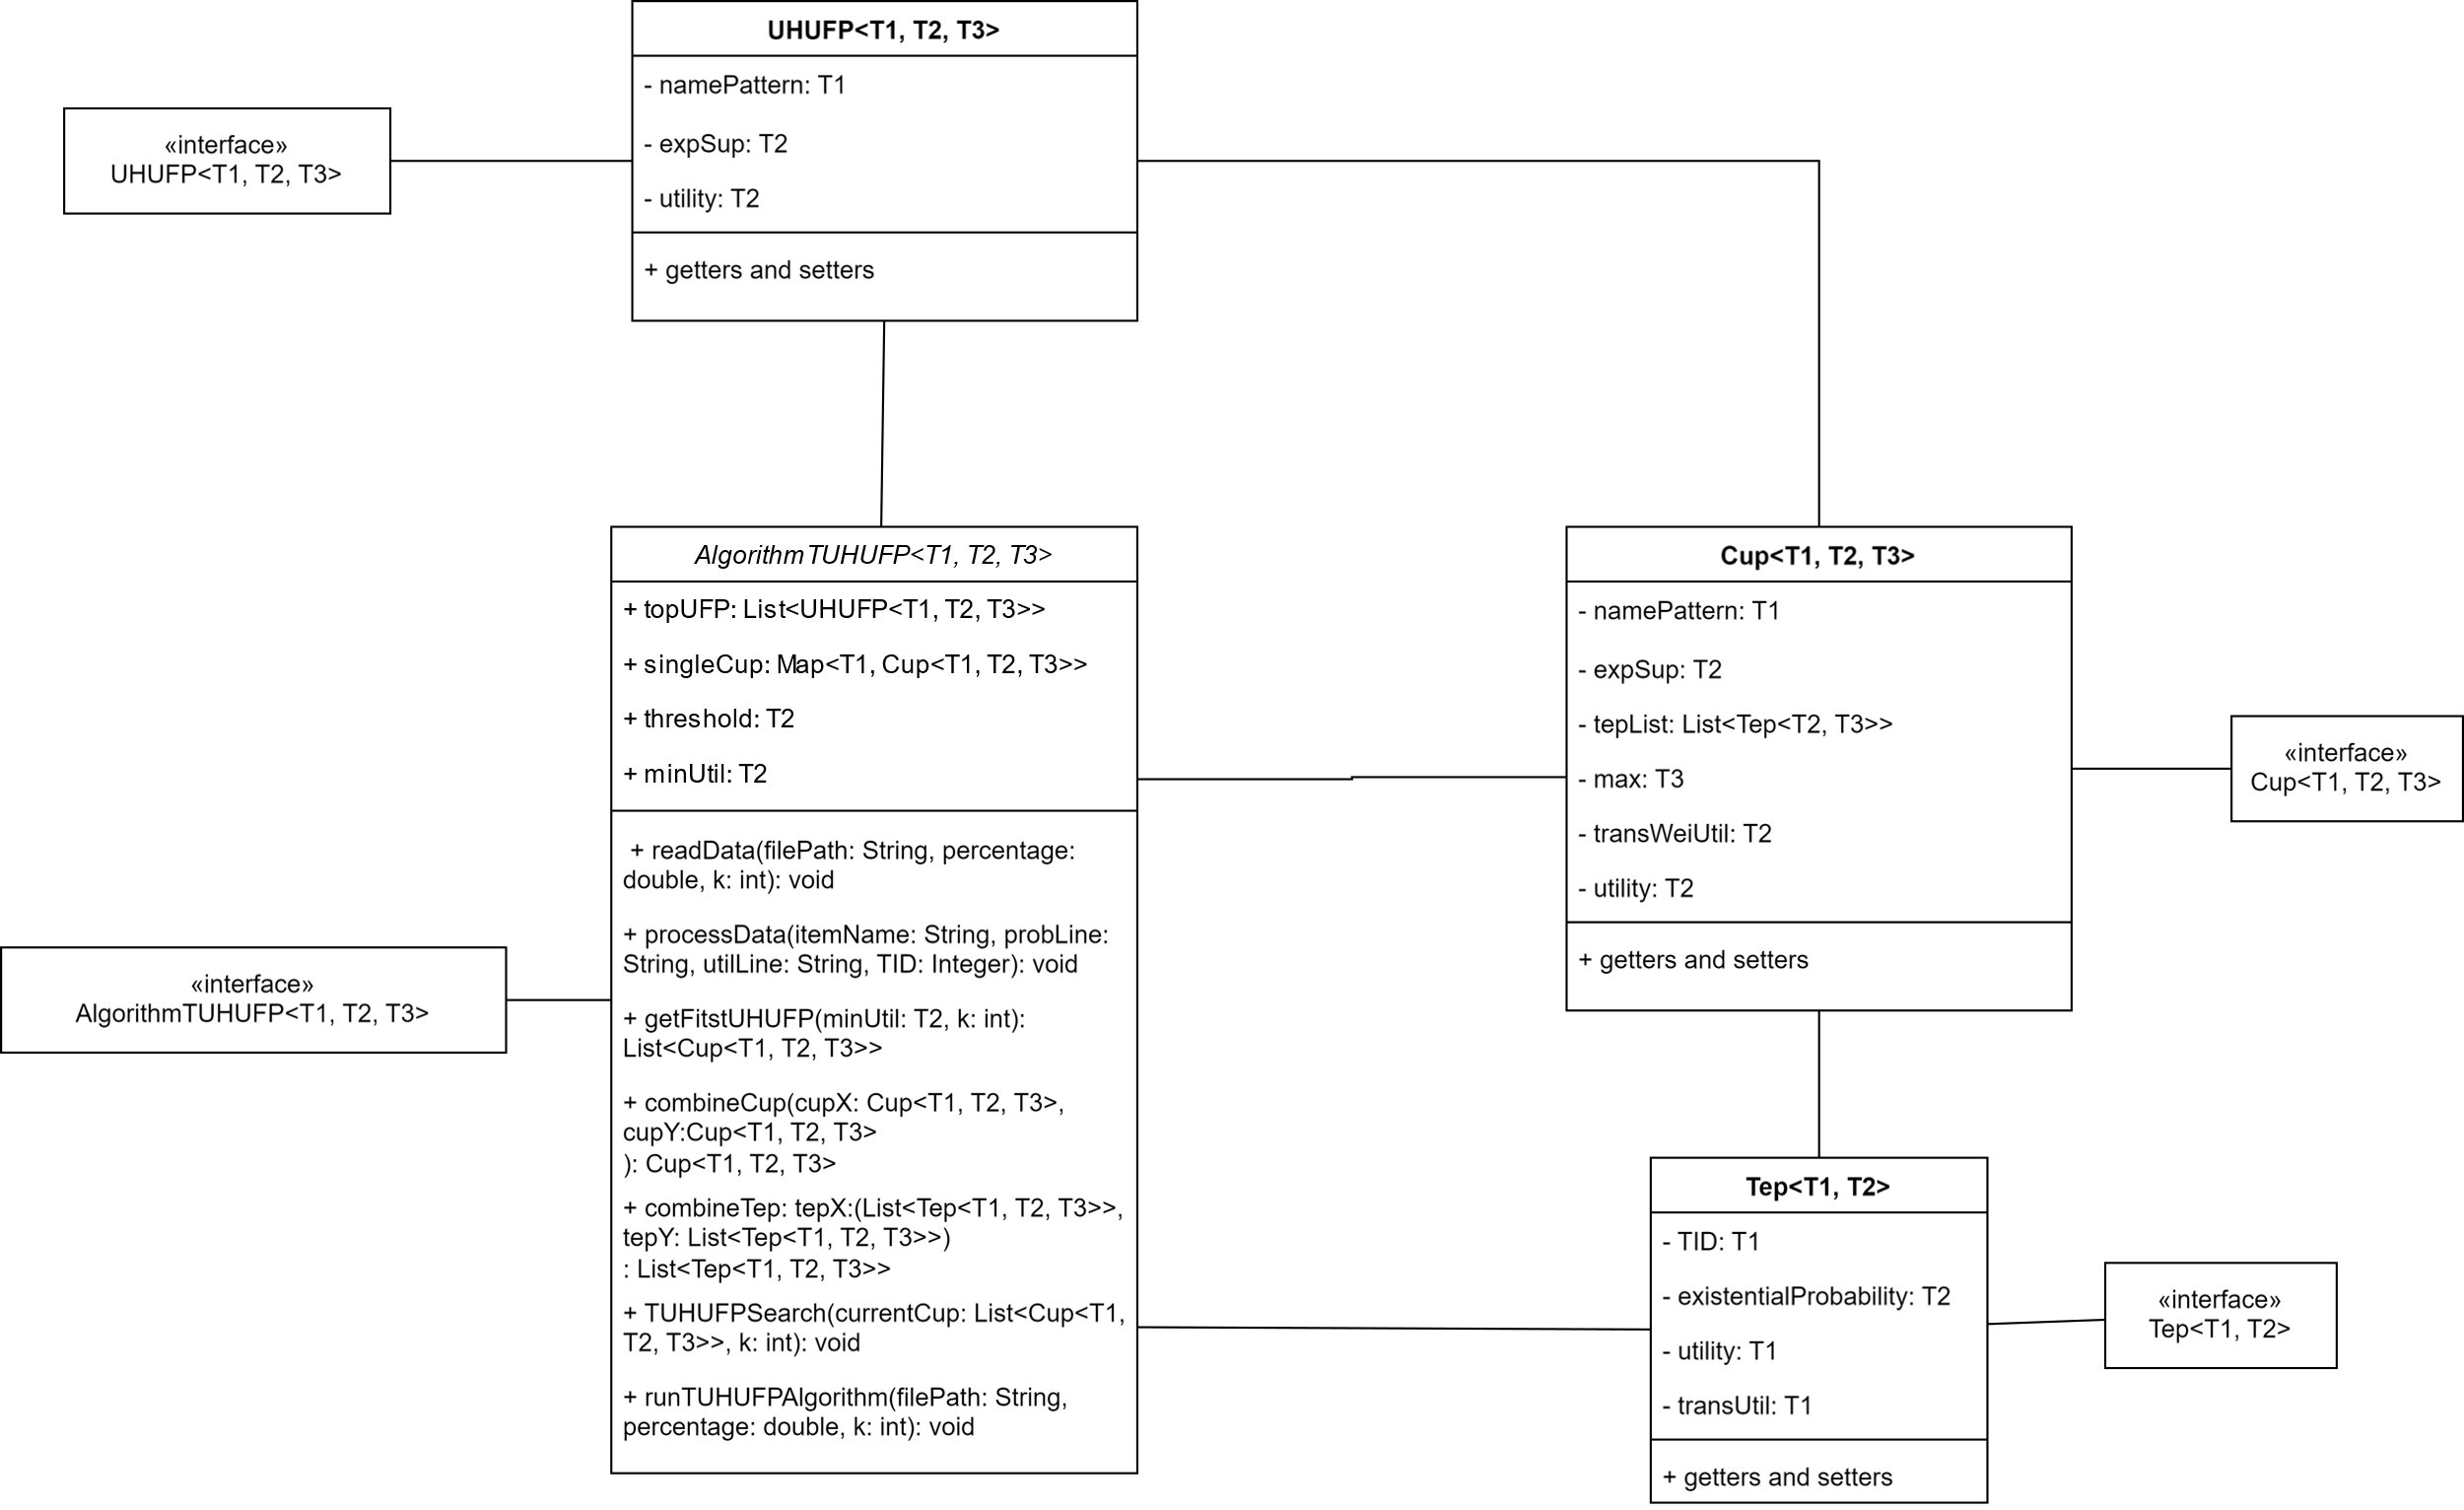 UHUFP<T1, T2, T3>
- namePattern: T1
- expSup: T2
- utility: T2
+ getters and setters
«interface»
UHUFP<T1, T2, T3>
AlgorithmTUHUFP<T1, T2, T3>
+ topUFP: List<UHUFP<T1, T2, T3>>
+ singleCup: Map<T1, Cup<T1, T2, T3>>
+ threshold: T2
+ minUtil: T2
+ readData(filePath: String, percentage:
double, k: int): void
+ processData(itemName: String, probLine:
String, utilLine: String, TID: Integer): void
+ getFitstUHUFP(minUtil: T2, k: int):
List<Cup<T1, T2, T3>>
+ combineCup(cupX: Cup<T1, T2, T3>,
cupY:Cup<T1, T2, T3>
): Cup<T1, T2, T3>
+ combineTep: tepX:(List<Tep<T1, T2, T3>>,
tepY: List<Tep<T1, T2, T3>>)
: List<Tep<T1, T2, T3>>
+ TUHUFPSearch(currentCup: List<Cup<T1,
T2, T3>>, k: int): void
+ runTUHUFPAlgorithm(filePath: String,
percentage: double, k: int): void
«interface»
AlgorithmTUHUFP<T1, T2, T3>
Cup<T1, T2, T3>
- namePattern: T1
- expSup: T2
- tepList: List<Tep<T2, T3>>
- max: T3
- transWeiUtil: T2
- utility: T2
+ getters and setters
«interface»
Cup<T1, T2, T3>
Tep<T1, T2>
- TID: T1
- existentialProbability: T2
- utility: T1
- transUtil: T1
+ getters and setters
«interface»
Tep<T1, T2>